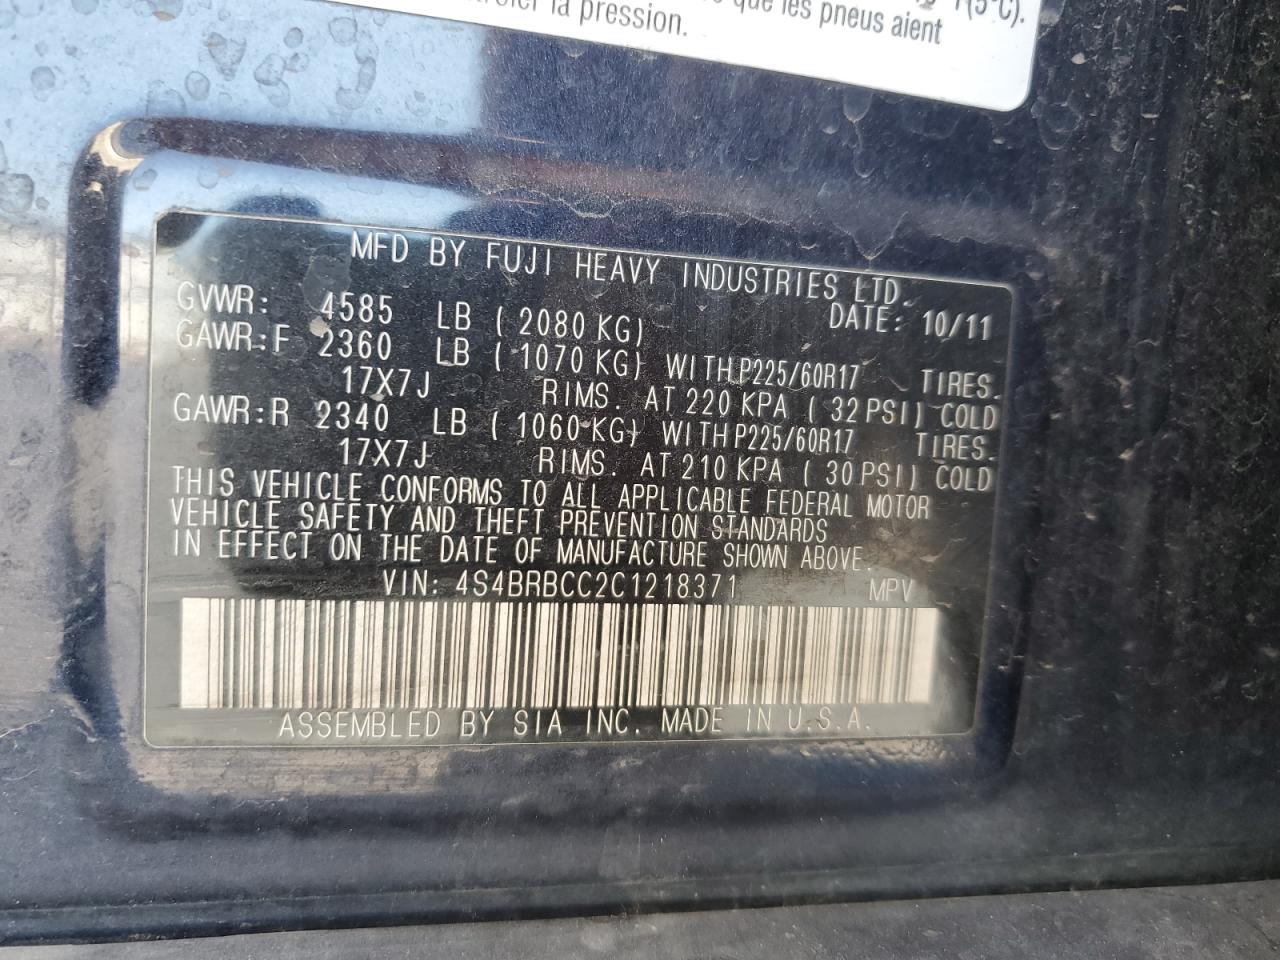 que les pneus aient
la pression.
MFD BY FUJI HEAVY INDUSTRIES LTD.
GVWR: 4585 LB ( 2080 KG) DATE: 10/11
GAWR:F 2360 LB ( 1070 KG) WITH P225/60R17 TIRES.
17X7J RIMS. AT 220 KPA ( 32 PSI) COLD
GAWR:R 2340 LB ( 1060 KG) WITH P225/60R17 TIRES.
17X7J RIMS. AT 210 KPA ( 30 PSI) COLD
THIS VEHICLE CONFORMS TO ALL APPLICABLE FEDERAL MOTOR
VEHICLE SAFETY AND THEFT PREVENTION STANDARDS
IN EFFECT ON THE DATE OF MANUFACTURE SHOWN ABOVE.
VIN: 4S4BRBCC2C1218371 MPV
ASSEMBLED BY SIA INC. MADE IN U.S.A.